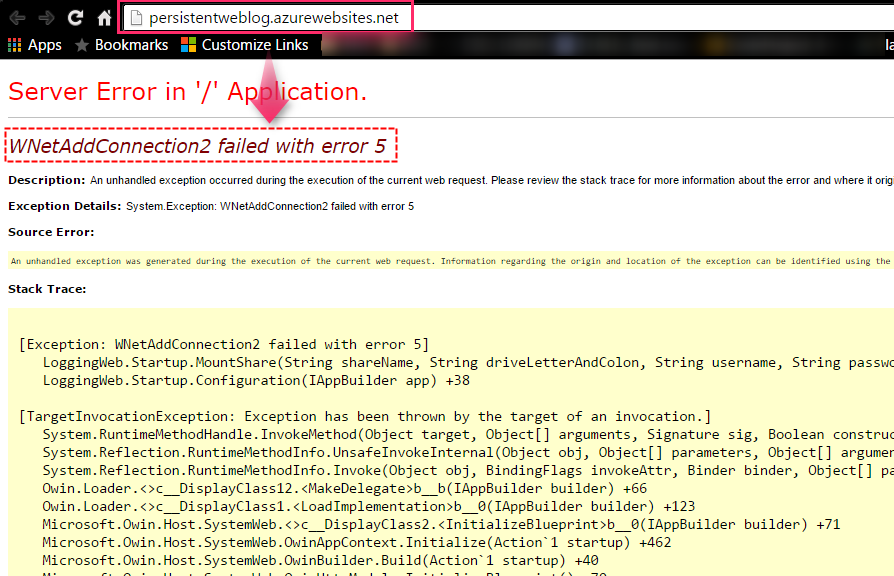 persistentweblog.azurewebsites.net
Apps Bookmarks Customize Links
Server Error in '/' Application.
WNetAddConnection2 failed with error 5
Description: An unhandled exception occurred during the execution of the current web request. Please review the stack trace for more information about the error and where it orig
Exception Details: System.Exception: WNetAddConnection2 failed with error 5
Source Error:
An unhandled exception was generated during the execution of the current web request. Information regarding the origin and location of the exception can be identified using the
Stack Trace:
[Exception: WNetAddConnection2 failed with error 5]
LoggingWeb.Startup.MountShare(String shareName, String driveLetterAndColon, String username, String passwo
LoggingWeb.Startup.Configuration(IAppBuilder app) +38
[TargetInvocationException: Exception has been thrown by the target of an invocation.]
System.RuntimeMethodHandle.InvokeMethod(Object target, Object[] arguments, Signature sig, Boolean construc
System.Reflection.RuntimeMethodInfo.UnsafeInvokeInternal(Object obj, Object[] parameters, Object[] argumen
System.Reflection.RuntimeMethodInfo.Invoke(Object obj, BindingFlags invokeAttr, Binder binder, Object[] pa
Owin.Loader.<>c__DisplayClass12.<MakeDelegate>b__b(IAppBuilder builder) +66
Owin.Loader.<>c__DisplayClass1.<LoadImplementation>b__0(IAppBuilder builder) +123
Microsoft.Owin.Host.SystemWeb.<>c__DisplayClass2.<InitializeBlueprint>b__0(IAppBuilder builder) +71
Microsoft.Owin.Host.SystemWeb.OwinAppContext.Initialize(Action`1 startup) +462
Microsoft.Owin.Host.SystemWeb.OwinBuilder.Build(Action`1 startup) +40